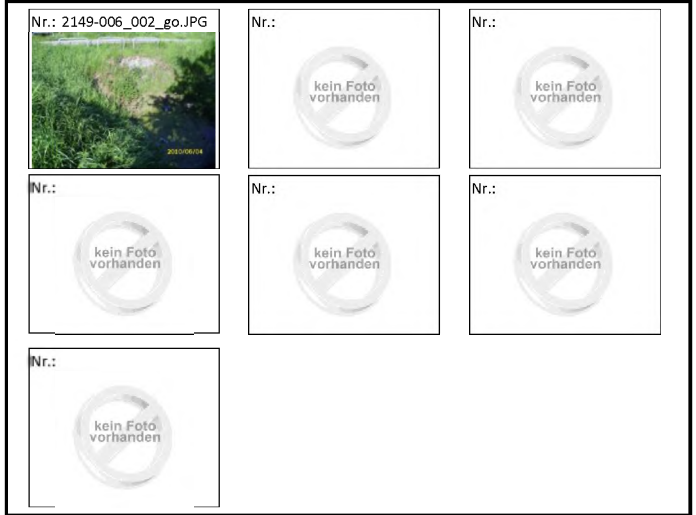 Nr.: 2149-006_002_go.JPG
2010/06/04
Nr.:
kein Foto
vorhanden
Nr.:
kein Foto
vorhanden
Nr.:
kein Foto
vorhanden
Nr.:
kein Foto
vorhanden
Nr.:
kein Foto
vorhanden
Nr.:
kein Foto
vorhanden